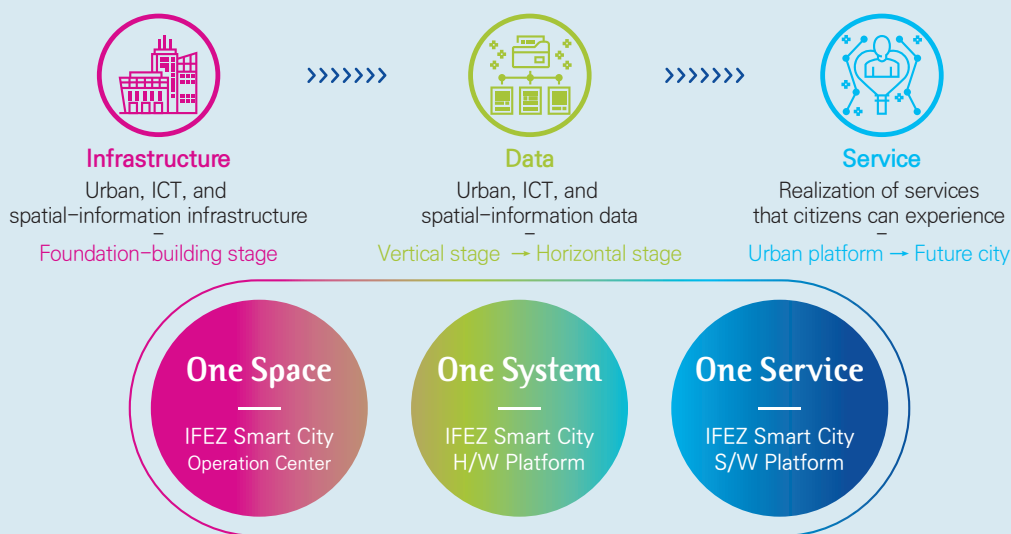 Infrastructure
Urban, ICT, and
spatial-information infrastructure
–
Foundation-building stage
Data
Urban, ICT, and
spatial-information data
–
Vertical stage → Horizontal stage
Service
Realization of services
that citizens can experience
–
Urban platform → Future city
One Space
IFEZ Smart City
Operation Center
One System
IFEZ Smart City
H/W Platform
One Service
IFEZ Smart City
S/W Platform